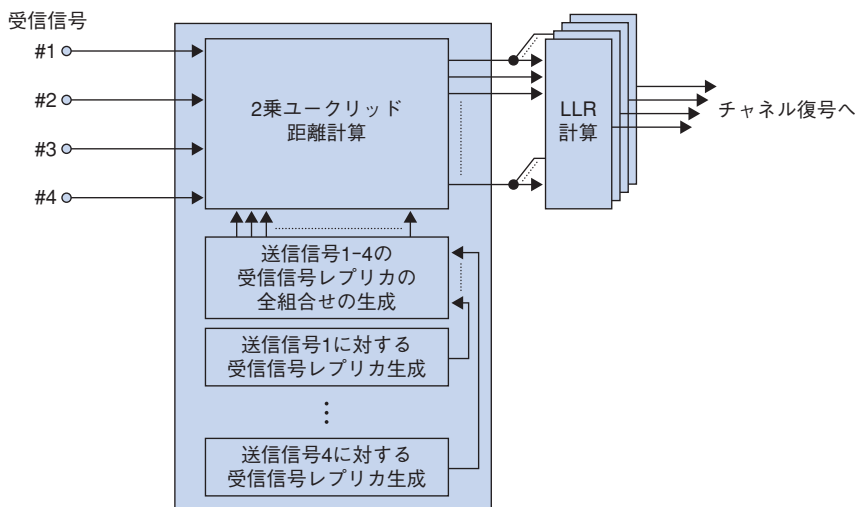 受信信号
#1
#2
#3
#4
2乗ユークリッド
距離計算
LLR
計算
チャネル復号へ
送信信号1-4の
受信信号レプリカの
全組合せの生成
送信信号1に対する
受信信号レプリカ生成
送信信号4に対する
受信信号レプリカ生成